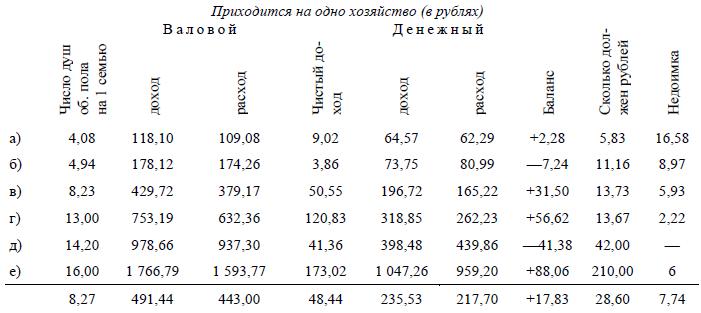 Приходится на одно хозяйство (в рублях)
Валовой Денежный
Число душ об. пола на 1 семью доход расход Чистый до-ход доход расход Баланс Сколько дол-жен рублей Недоимка
а) 4,08 118,10 109,08 9,02 64,57 62,29 +2,28 5,83 16,58
б) 4,94 178,12 174,26 3,86 73,75 80,99 —7,24 11,16 8,97
в) 8,23 429,72 379,17 50,55 196,72 165,22 +31,50 13,73 5,93
г) 13,00 753,19 632,36 120,83 318,85 262,23 +56,62 13,67 2,22
д) 14,20 978,66 937,30 41,36 398,48 439,86 —41,38 42,00 —
е) 16,00 1 766,79 1 593,77 173,02 1 047,26 959,20 +88,06 210,00 6
8,27 491,44 443,00 48,44 235,53 217,70 +17,83 28,60 7,74